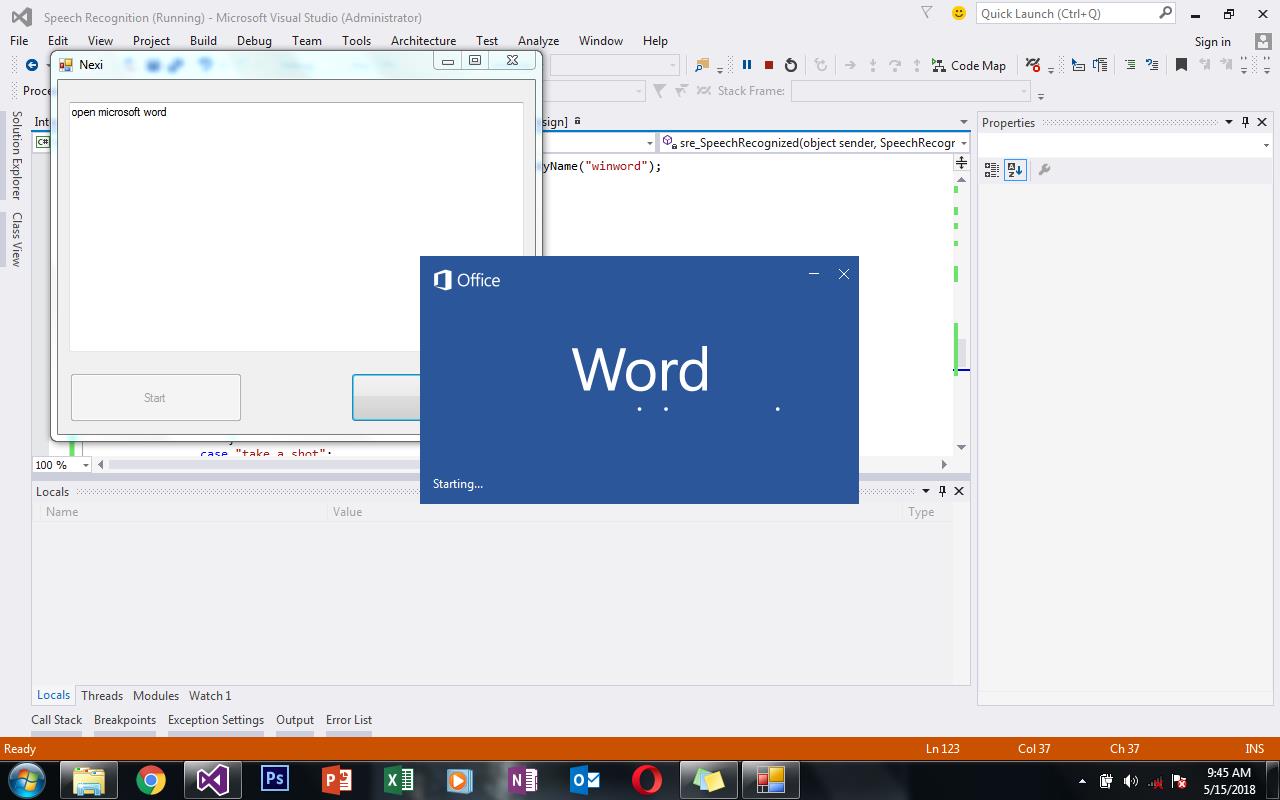 Speech Recognition (Running) - Microsoft Visual Studio (Administrator)
Quick Launch (Ctrl+Q)
File Edit View Project Build Debug Team Tools Architecture Test Analyze Window Help
Sign in
Nexi
Code Map
Proce
Stack Frame:
open microsoft word
Int
sign]
C#
sre_SpeechRecognized(object sender, SpeechRecogr
Properties
Solution Explorer
Class View
yName("winword");
Office
Word
Starting...
Start
case "take a shot":
100 %
Locals
Name Value Type
Locals Threads Modules Watch 1
Call Stack Breakpoints Exception Settings Output Error List
Ready Ln 123 Col 37 Ch 37 INS
Ps
9:45 AM
5/15/2018